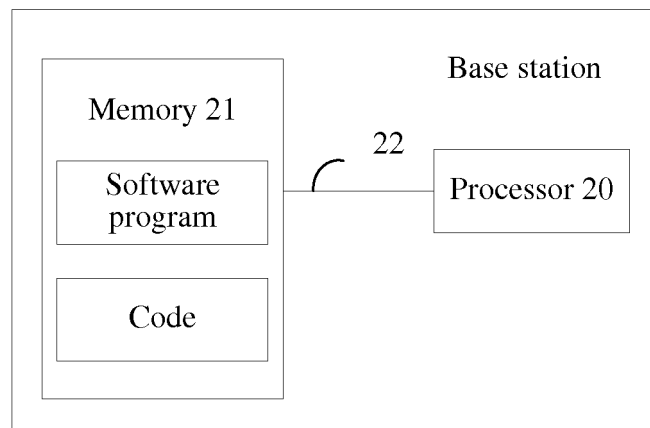 Base station
Memory 21
22
Software
program
Processor 20
Code